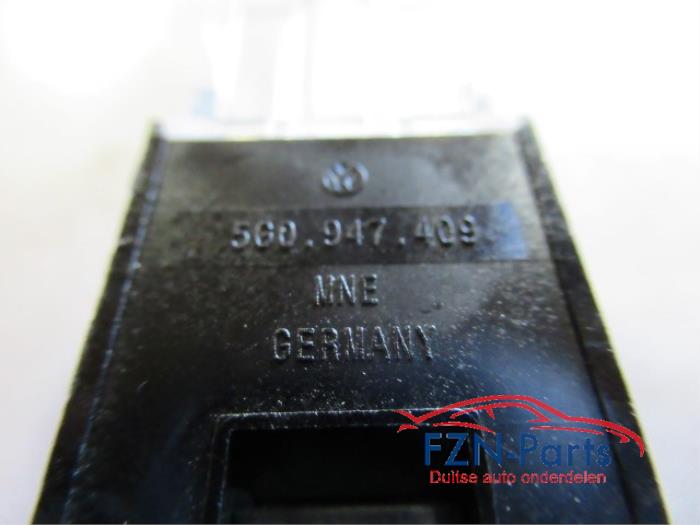 5G0.947.409
MNE
GERMANY
FZN-Parts
Duitse auto onderdelen